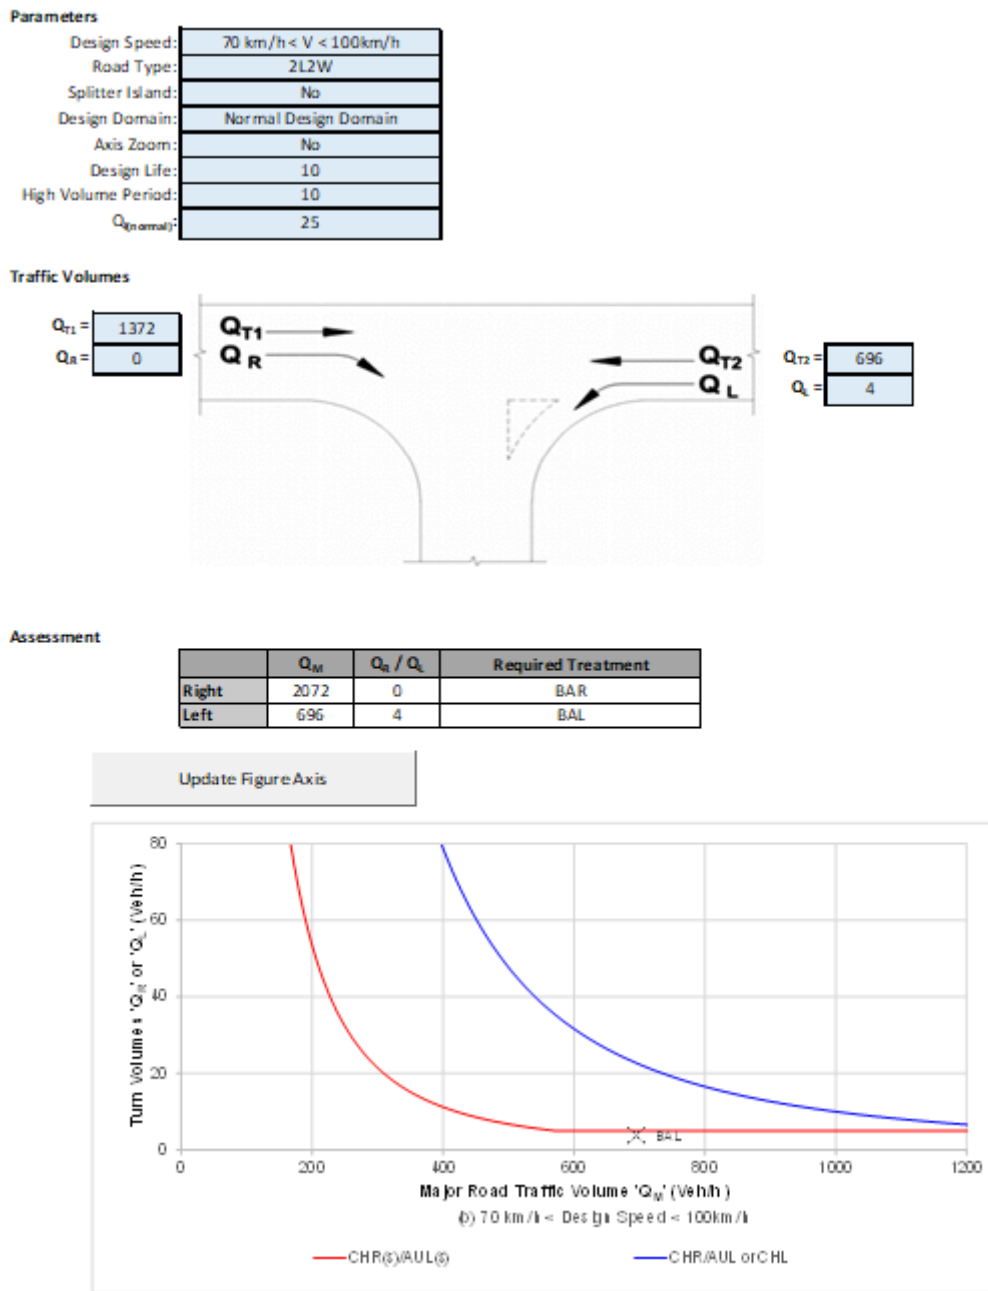 Parameters
Design Speed: 70 km/h < V < 100km/h
Road Type: 2L2W
Splitter Island: No
Design Domain: Normal Design Domain
Axis Zoom: No
Design Life: 10
High Volume Period: 10
Qf(normal): 25
Traffic Volumes
QT1 = 1372
QR = 0
QT1
QR
QT2
QL
QT2 = 696
QL = 4
Assessment
QM QR / QL Required Treatment
Right 2072 0 BAR
Left 696 4 BAL
Update Figure Axis
Turn Volumes 'QR' or 'QL' (Veh/h)
80
60
40
20
0
BAL
0 200 400 600 800 1000 1200
Major Road Traffic Volume 'QM' (Veh/h)
(b) 70 km/h < Design Speed < 100km/h
CHR(S)/AUL(S) CHR/AUL or CHL